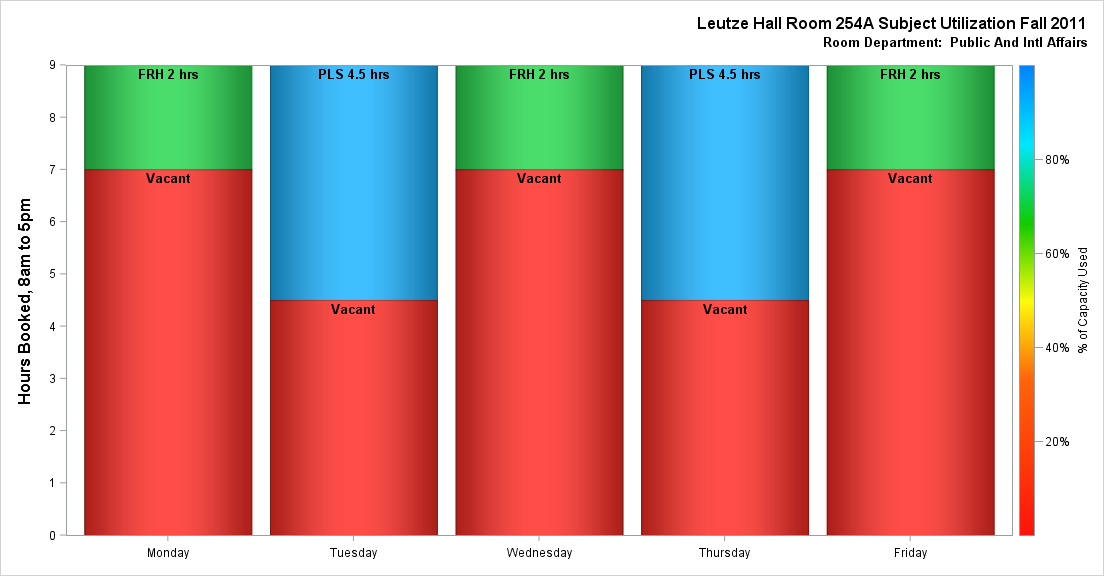 Leutze Hall Room 254A Subject Utilization Fall 2011
Room Department: Public And Intl Affairs
Hours Booked, 8am to 5pm
9
8
7
6
5
4
3
2
1
0
FRH 2 hrs
PLS 4.5 hrs
FRH 2 hrs
PLS 4.5 hrs
FRH 2 hrs
Vacant
Vacant
Vacant
Vacant
Vacant
Monday
Tuesday
Wednesday
Thursday
Friday
80%
60%
40%
20%
% of Capacity Used